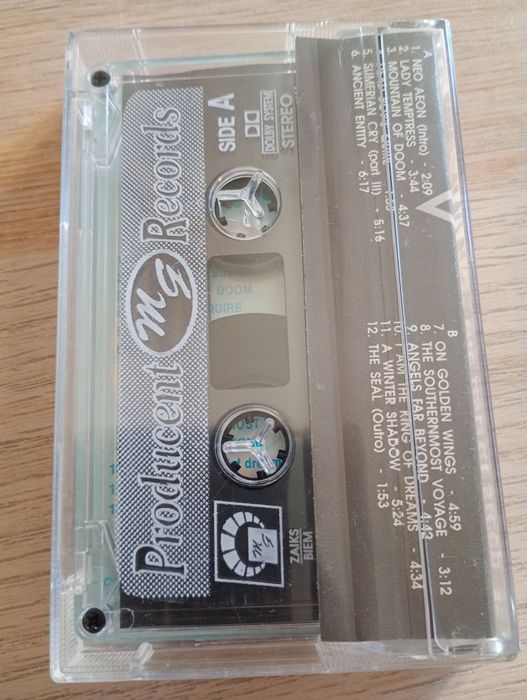 A
1. NEO AEON (Intro) - 2:09
2. LADY TEMPTRESS - 3:44
3. MOUNTAIN OF DOOM - 4:37
5. SUMERIAN CRY (part III) - 5:16
6. ANCIENT ENTITY - 6:17
B
7. ON GOLDEN WINGS - 4:59
8. THE SOUTHERNMOST VOYAGE - 3:12
9. ANGELS FAR BEYOND - 4:42
10. I AM THE KING OF DREAMS - 4:34
11. A WINTER SHADOW - 5:24
12. THE SEAL (Outro) - 1:53
Producent SM Records
SIDE A
DOLBY SYSTEM
STEREO
DOOM
QUIRE
SM
ZAIKS
BIEM